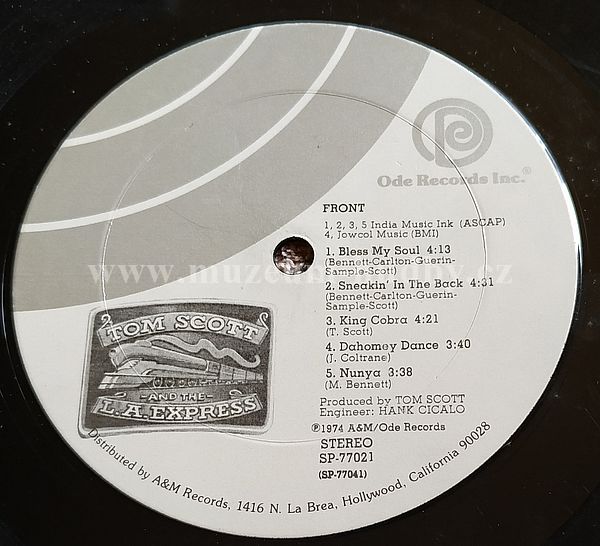 Ode Records Inc.®
FRONT
1, 2, 3, 5 India Music Ink (ASCAP)
4, Jowcol Music (BMI)
1. Bless My Soul 4:13
(Bennett-Carlton-Guerin-
Sample-Scott)
2. Sneakin' In The Back 4:31
(Bennett-Carlton-Guerin-
Sample-Scott)
3. King Cobra 4:21
(T. Scott)
4. Dahomey Dance 3:40
(J. Coltrane)
5. Nunya 3:38
(M. Bennett)
Produced by TOM SCOTT
Engineer: HANK CICALO
℗1974 A&M/Ode Records
STEREO
SP-77021
(SP-77041)
TOM SCOTT
-AND THE-
L.A. EXPRESS
Distributed by A&M Records, 1416 N. La Brea, Hollywood, California 90028